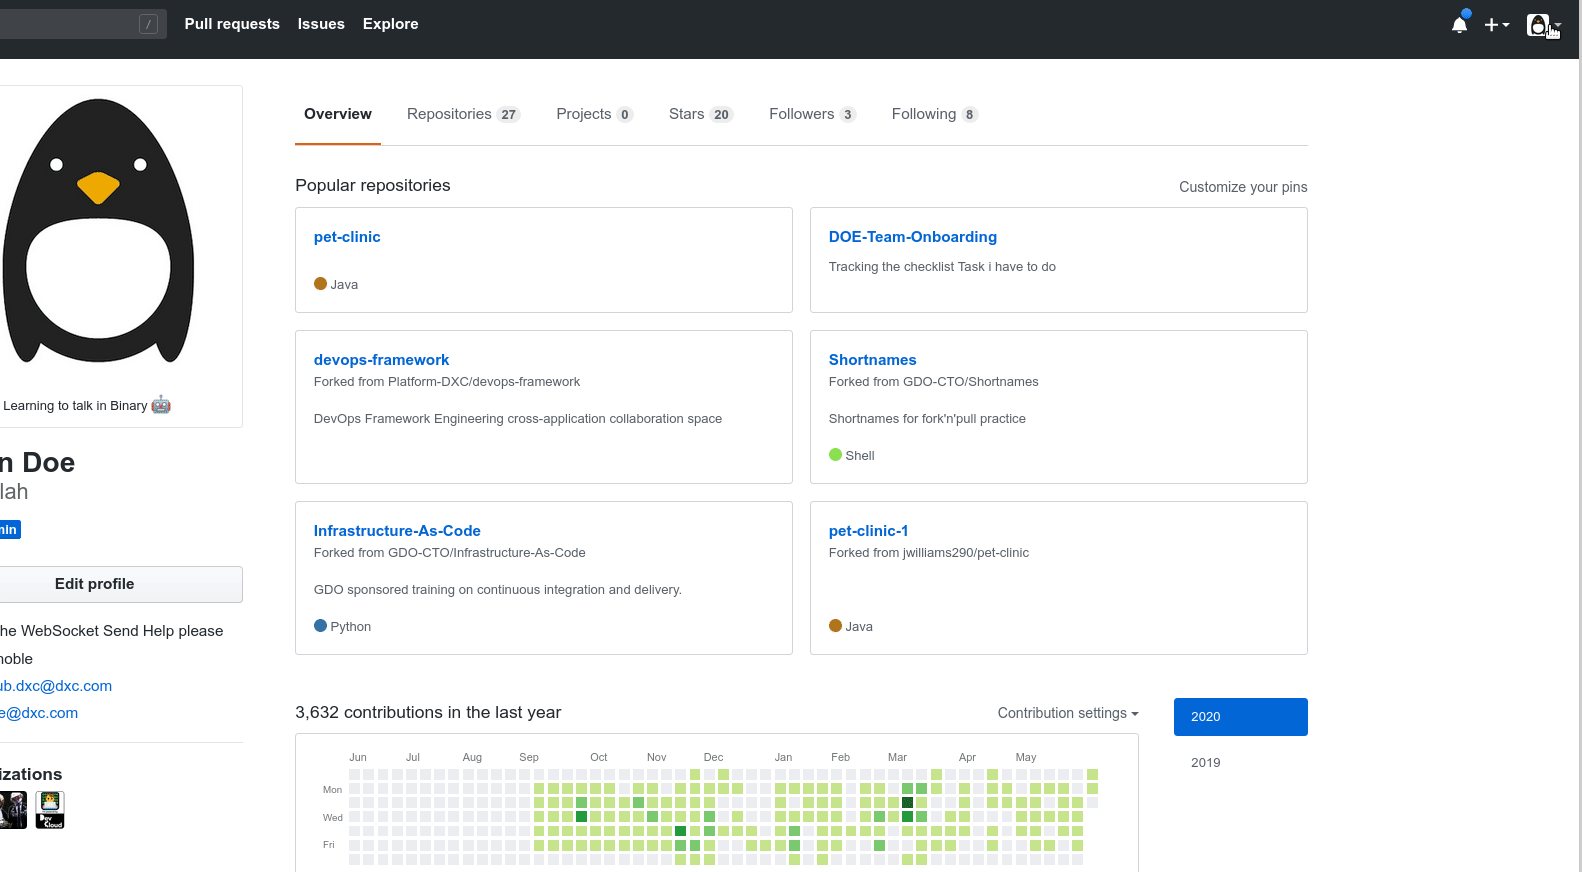 / Pull requests Issues Explore
Overview Repositories 27 Projects 0 Stars 20 Followers 3 Following 8
Learning to talk in Binary
n Doe
lah
min
Edit profile
he WebSocket Send Help please
noble
ub.dxc@dxc.com
e@dxc.com
izations
Dev
Cloud
Popular repositories Customize your pins
pet-clinic
Java
DOE-Team-Onboarding
Tracking the checklist Task i have to do
devops-framework
Forked from Platform-DXC/devops-framework
DevOps Framework Engineering cross-application collaboration space
Shortnames
Forked from GDO-CTO/Shortnames
Shortnames for fork'n'pull practice
Shell
Infrastructure-As-Code
Forked from GDO-CTO/Infrastructure-As-Code
GDO sponsored training on continuous integration and delivery.
Python
pet-clinic-1
Forked from jwilliams290/pet-clinic
Java
3,632 contributions in the last year Contribution settings
2020
2019
Jun Jul Aug Sep Oct Nov Dec Jan Feb Mar Apr May
Mon
Wed
Fri